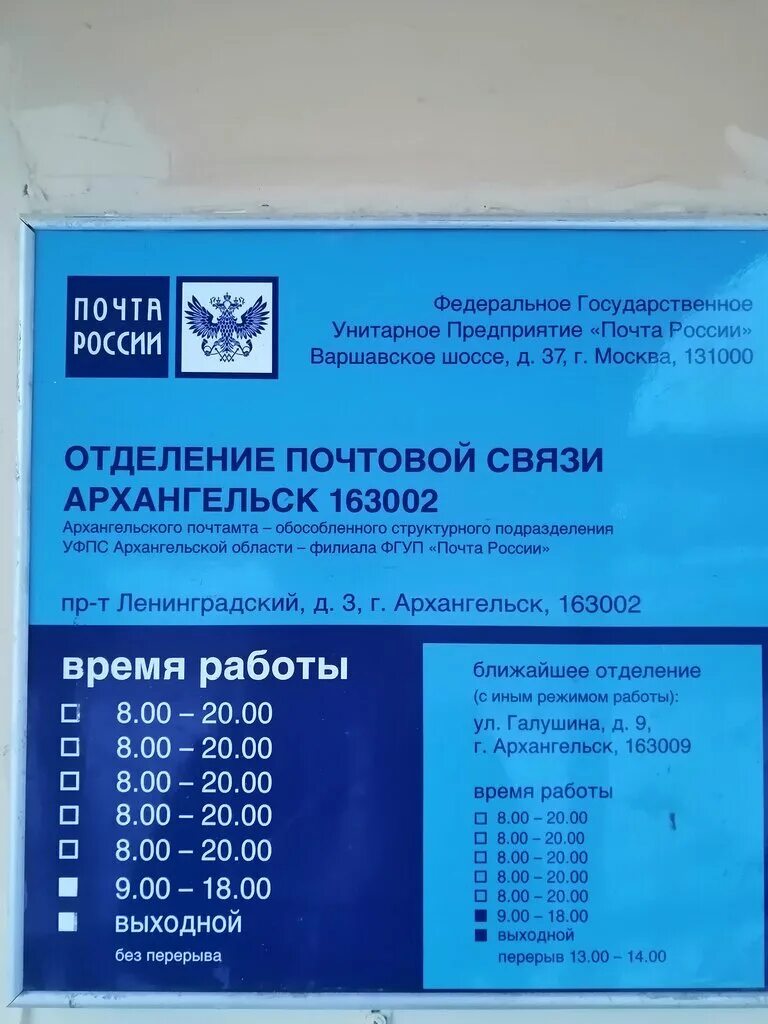 ПОЧТА
РОССИИ
Федеральное Государственное
Унитарное Предприятие «Почта России»
Варшавское шоссе, д. 37, г. Москва, 131000
ОТДЕЛЕНИЕ ПОЧТОВОЙ СВЯЗИ
АРХАНГЕЛЬСК 163002
Архангельского почтамта – обособленного структурного подразделения
УФПС Архангельской области – филиала ФГУП «Почта России»
пр-т Ленинградский, д. 3, г. Архангельск, 163002
время работы
8.00 – 20.00
8.00 – 20.00
8.00 – 20.00
8.00 – 20.00
8.00 – 20.00
9.00 – 18.00
выходной
без перерыва
ближайшее отделение
(с иным режимом работы):
ул. Галушина, д. 9,
г. Архангельск, 163009
время работы
8.00 – 20.00
8.00 – 20.00
8.00 – 20.00
8.00 – 20.00
8.00 – 20.00
9.00 – 18.00
выходной
перерыв 13.00 – 14.00